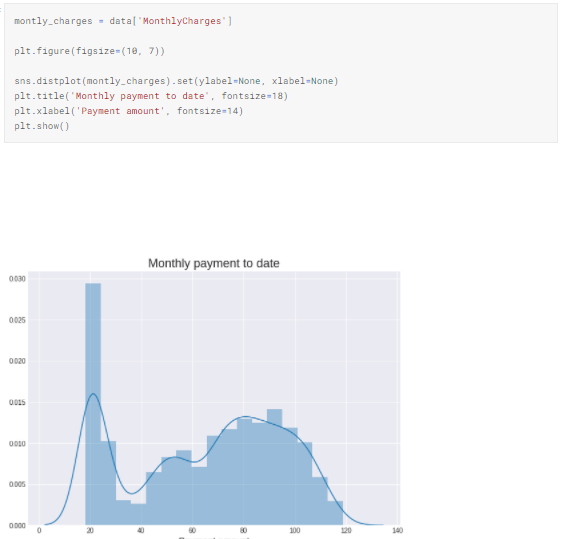 montly_charges = data['MonthlyCharges']
plt.figure(figsize=(10, 7))
sns.distplot(montly_charges).set(ylabel=None, xlabel=None)
plt.title('Monthly payment to date', fontsize=18)
plt.xlabel('Payment amount', fontsize=14)
plt.show()
Monthly payment to date
0.030
0.025
0.020
0.015
0.010
0.005
0.000
0 20 40 60 80 100 120 140